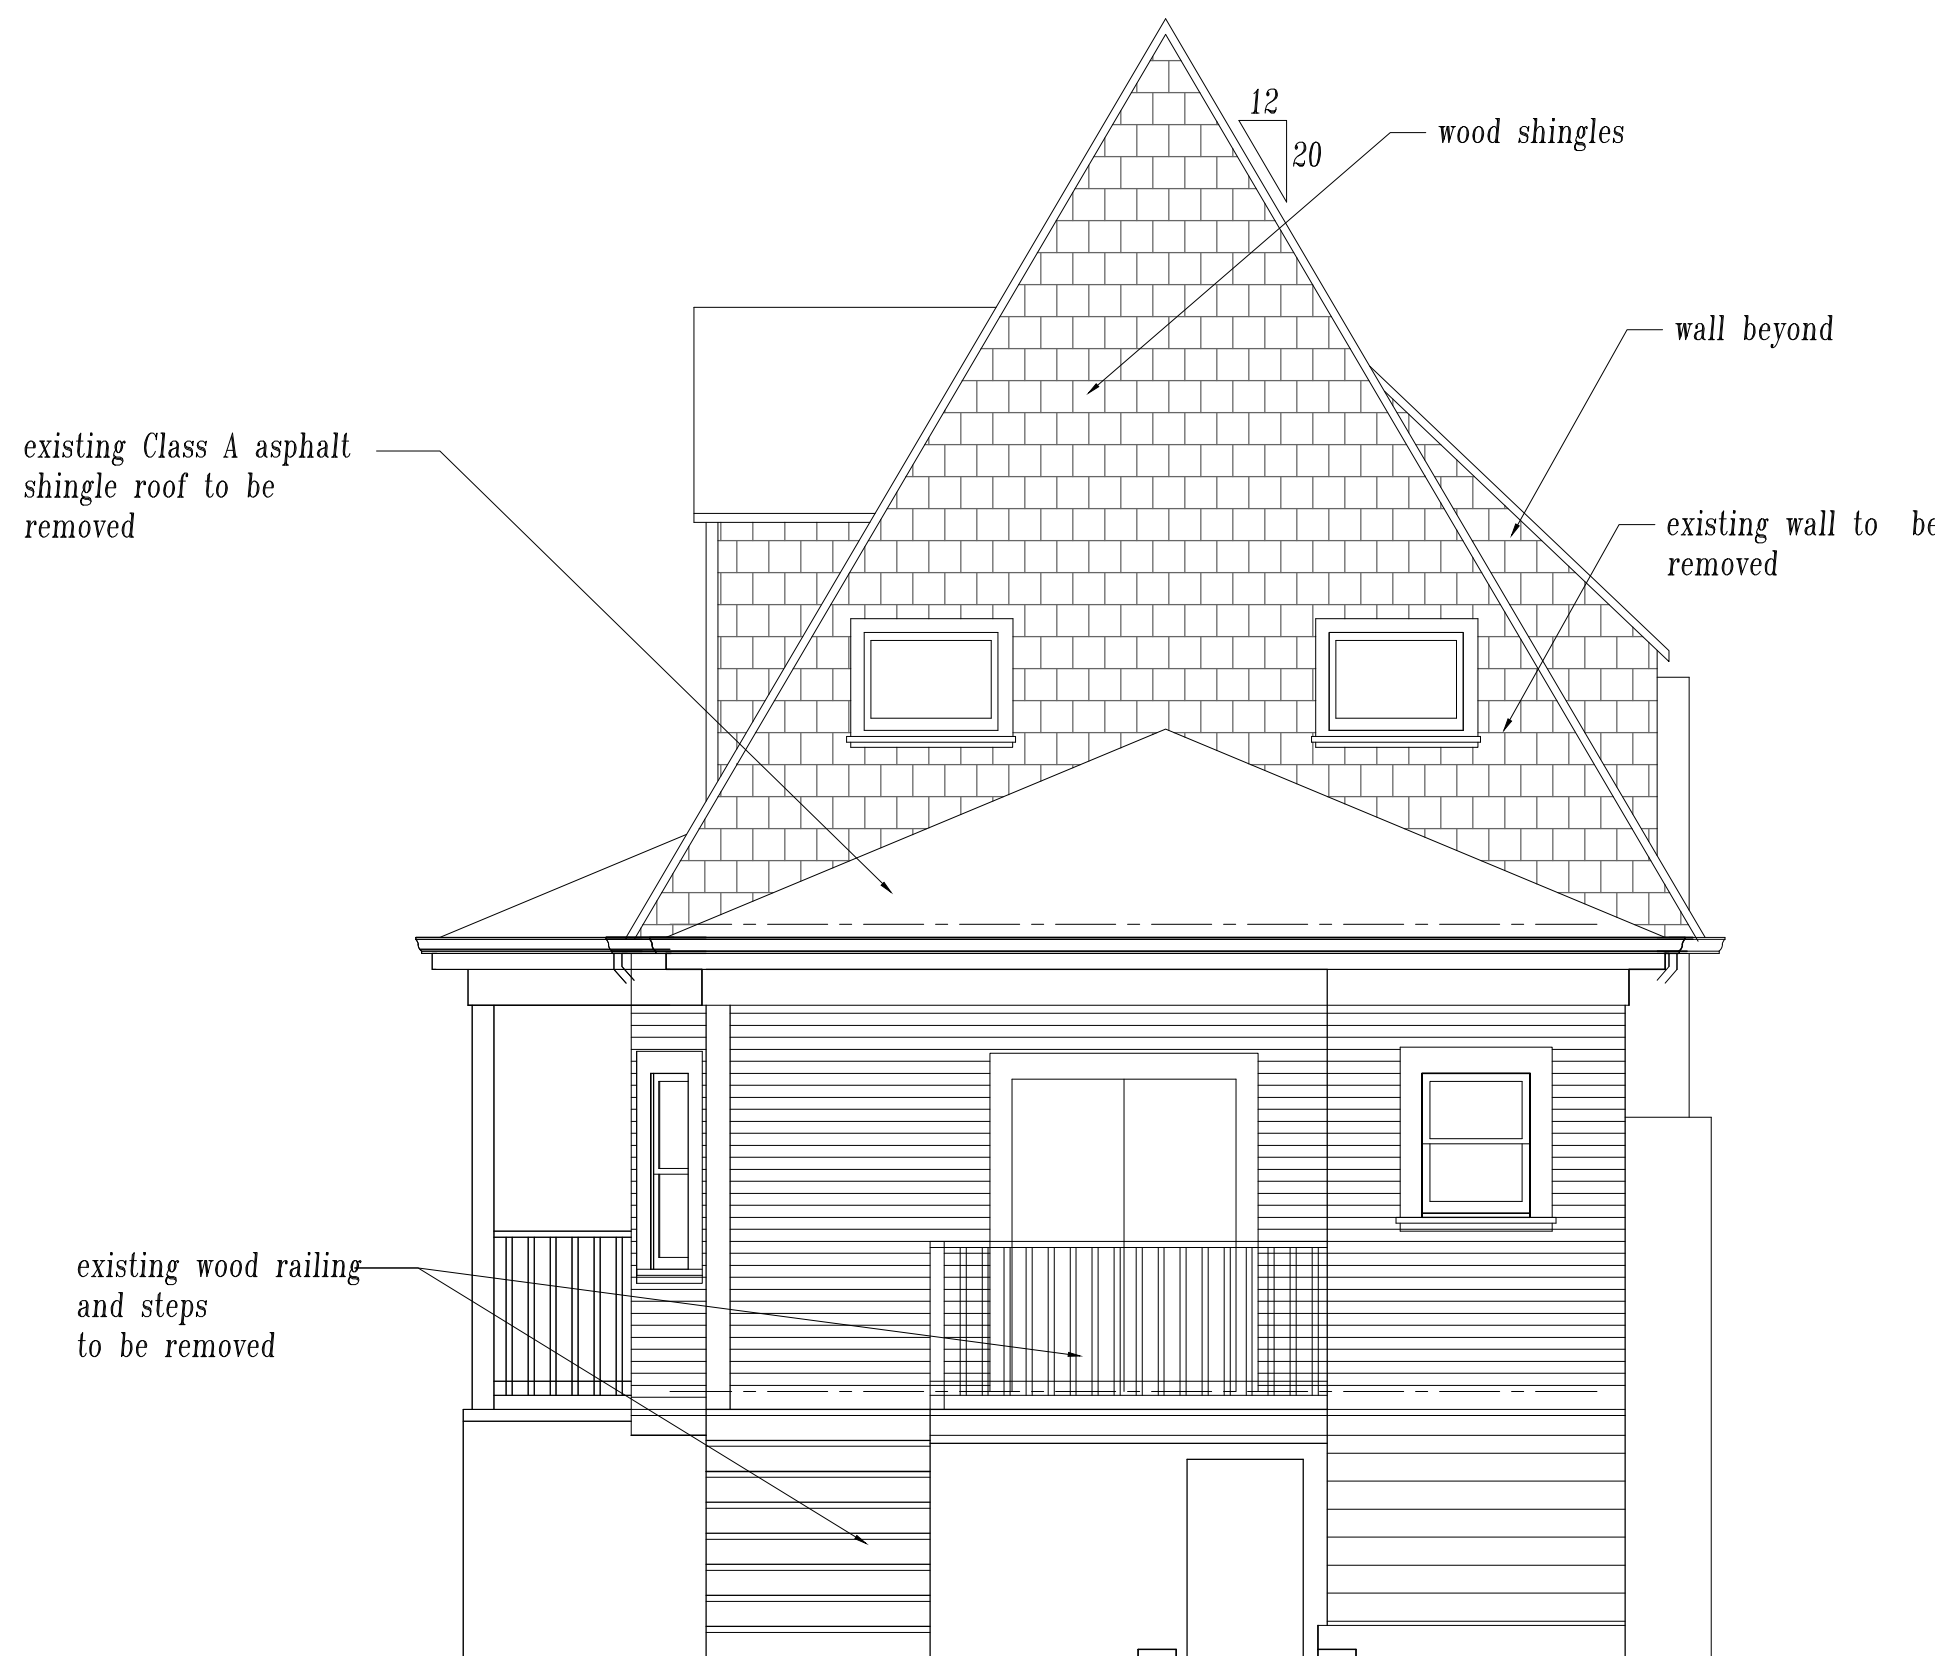 12
20
wood shingles
wall beyond
existing Class A asphalt
shingle roof to be
removed
existing wall to be
removed
existing wood railing
and steps
to be removed